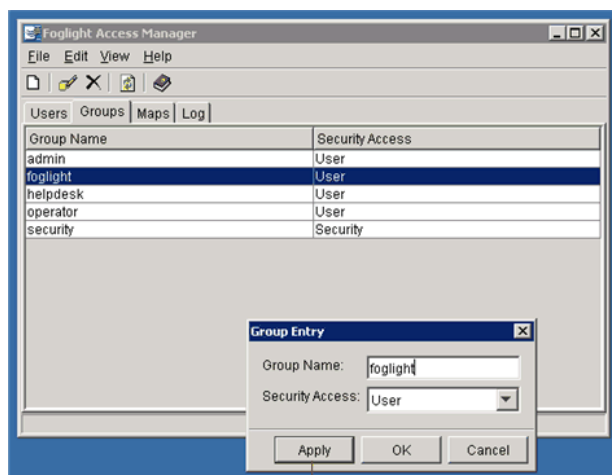 Foglight Access Manager
File Edit View Help
Users Groups Maps Log
Group Name Security Access
admin User
foglight User
helpdesk User
operator User
security Security
Group Entry
Group Name: foglight
Security Access: User
Apply OK Cancel